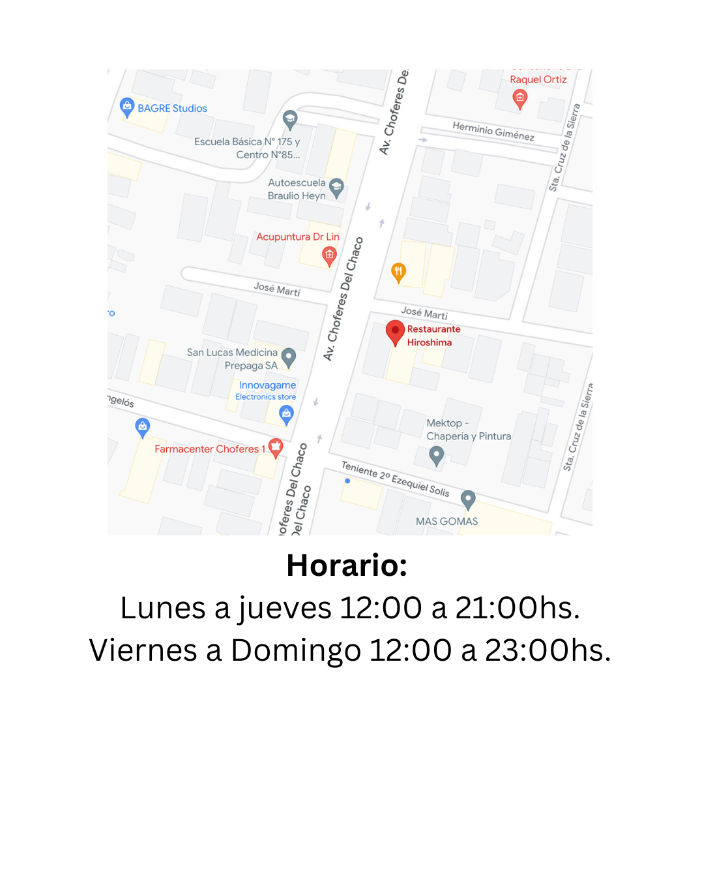 Raquel Ortiz
BAGRE Studios
Av. Choferes Del
Herminio Giménez
Sta. Cruz de la Sierra
Escuela Básica N° 175 y
Centro N°85...
Autoescuela
Braulio Heyn
Acupuntura Dr Lin
Av. Choferes Del Chaco
José Martí
José Martí
Restaurante
Hiroshima
San Lucas Medicina
Prepaga SA
Innovagame
Electronics store
ngelós
Farmacenter Choferes 1
Mektop -
Chapería y Pintura
Sta. Cruz de la Sierra
Teniente 2º Ezequiel Solis
MAS GOMAS
oferes Del Chaco
Del Chaco
Horario:
Lunes a jueves 12:00 a 21:00hs.
Viernes a Domingo 12:00 a 23:00hs.